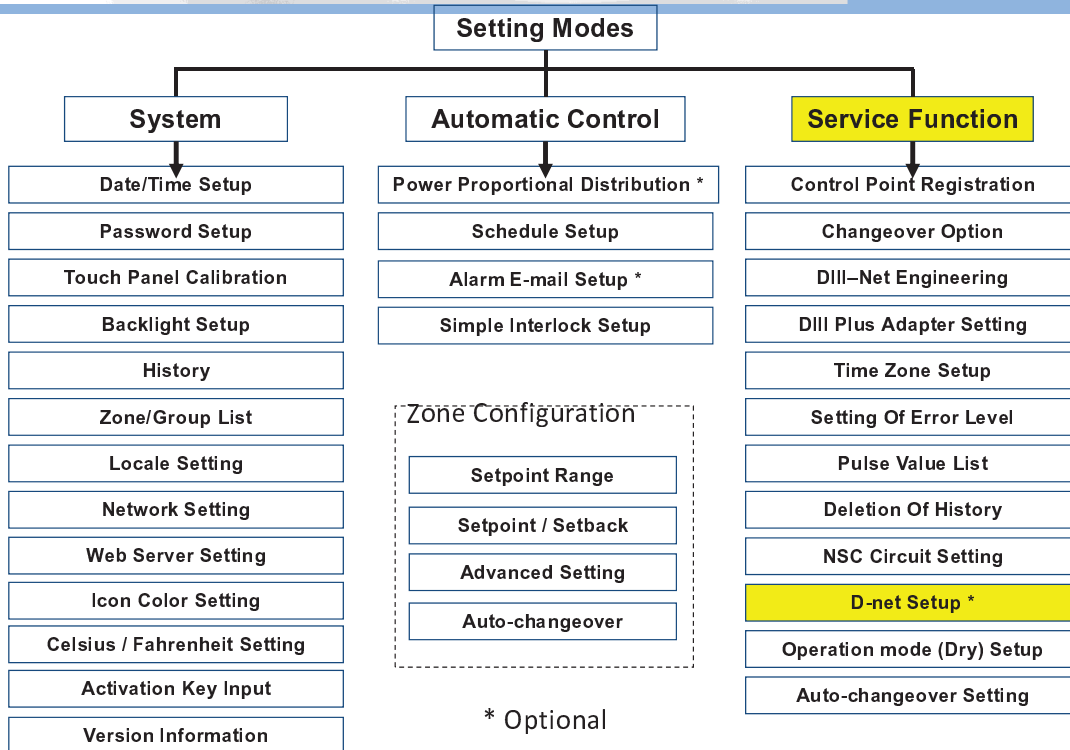 Setting Modes
System
Date/Time Setup
Password Setup
Touch Panel Calibration
Backlight Setup
History
Zone/Group List
Locale Setting
Network Setting
Web Server Setting
Icon Color Setting
Celsius / Fahrenheit Setting
Activation Key Input
Version Information
Automatic Control
Power Proportional Distribution *
Schedule Setup
Alarm E-mail Setup *
Simple Interlock Setup
Zone Configuration
Setpoint Range
Setpoint / Setback
Advanced Setting
Auto-changeover
* Optional
Service Function
Control Point Registration
Changeover Option
DIII–Net Engineering
DIII Plus Adapter Setting
Time Zone Setup
Setting Of Error Level
Pulse Value List
Deletion Of History
NSC Circuit Setting
D-net Setup *
Operation mode (Dry) Setup
Auto-changeover Setting